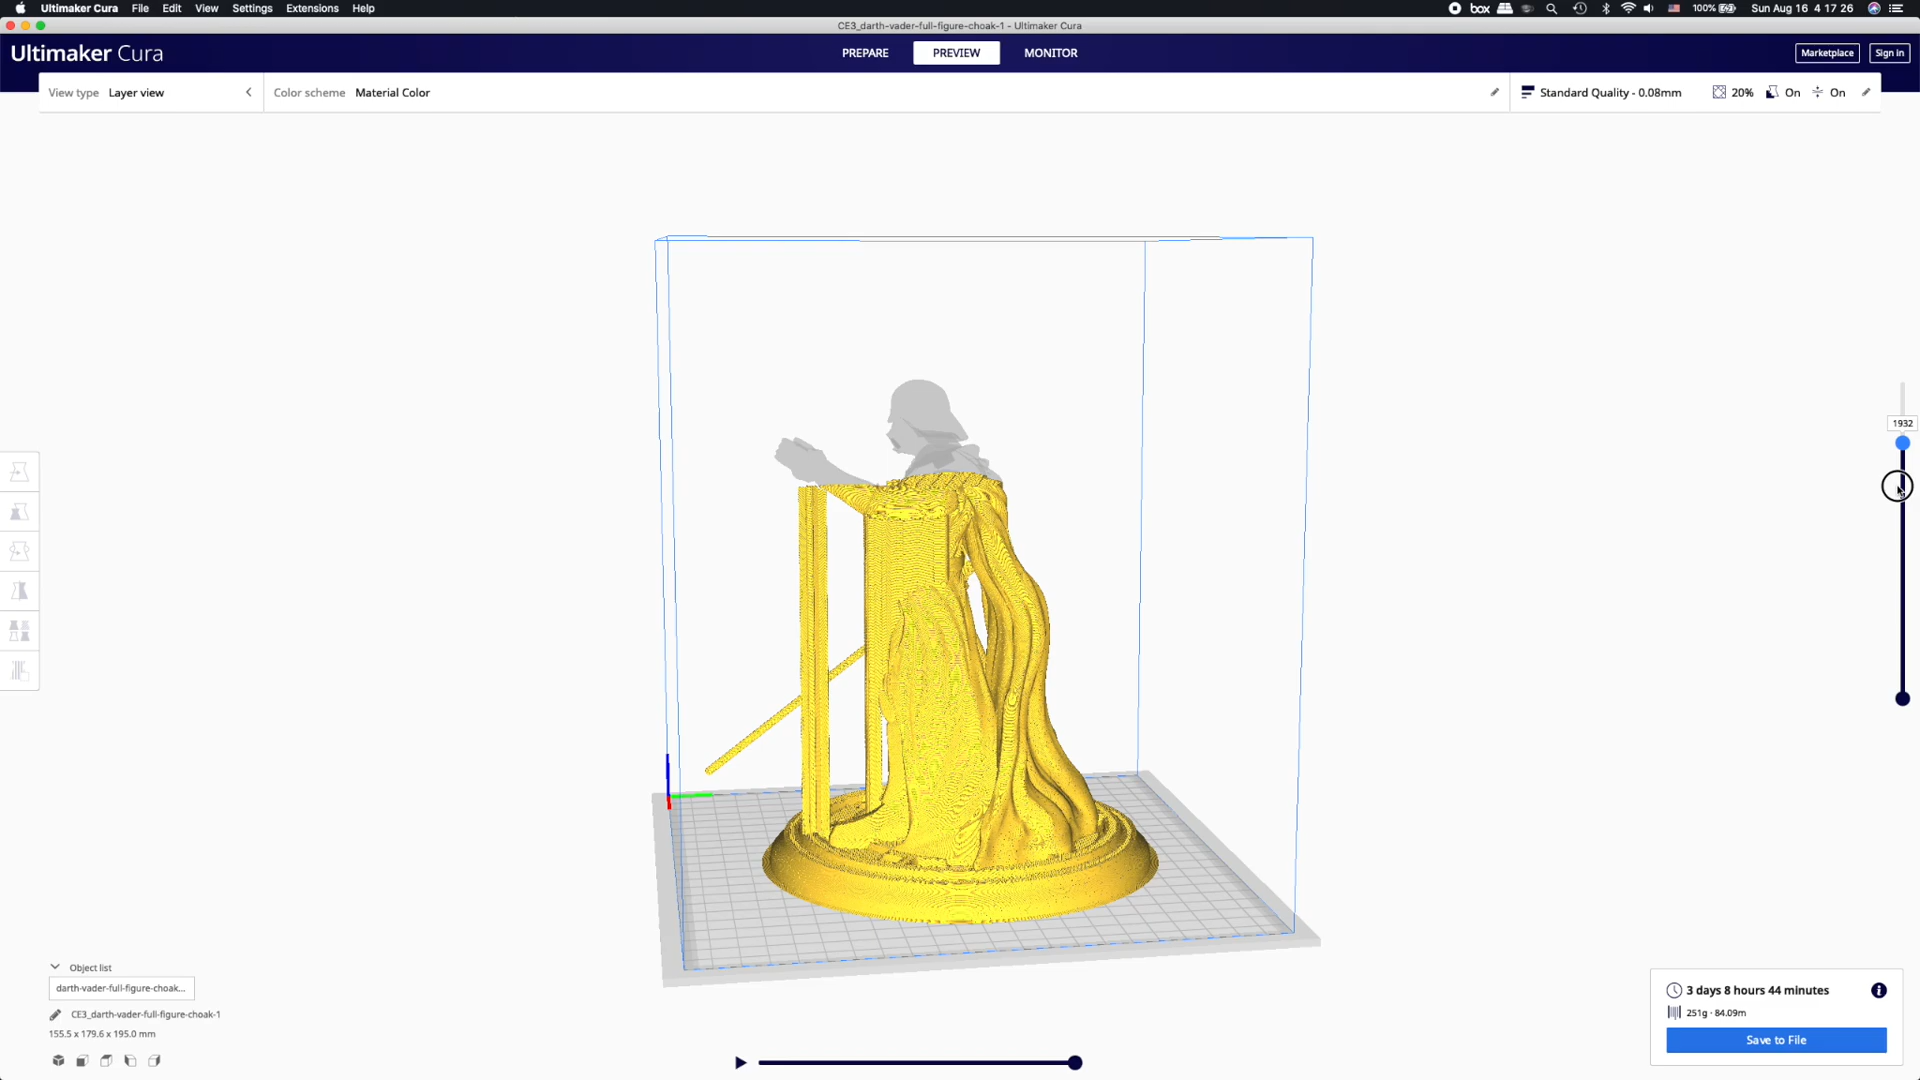 Ultimaker Cura File Edit View Settings Extensions Help
box 100% Sun Aug 16 4 17 26
CE3_darth-vader-full-figure-choak-1 - Ultimaker Cura
Ultimaker Cura PREPARE PREVIEW MONITOR Marketplace Sign in
View type Layer view Color scheme Material Color Standard Quality - 0.08mm 20% On On
1932
Object list
darth-vader-full-figure-choak...
CE3_darth-vader-full-figure-choak-1
155.5 x 179.6 x 195.0 mm
3 days 8 hours 44 minutes
251g · 84.09m
Save to File